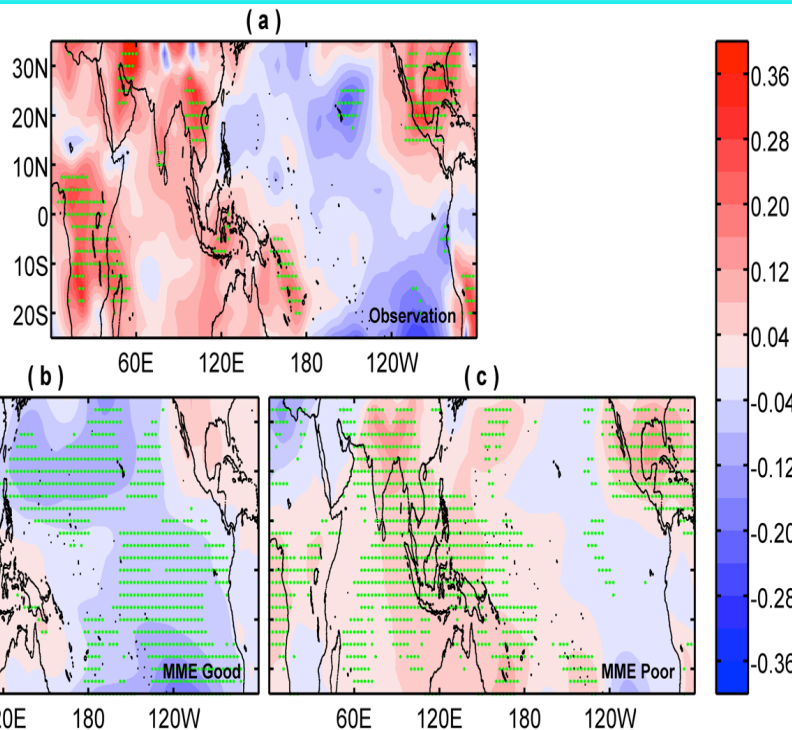 ( a )
30N
20N
10N
0
10S
20S
Observation
60E 120E 180 120W
0.36
0.28
0.20
0.12
0.04
-0.04
-0.12
-0.20
-0.28
-0.36
( b ) ( c )
MME Good MME Poor
20E 180 120W 60E 120E 180 120W